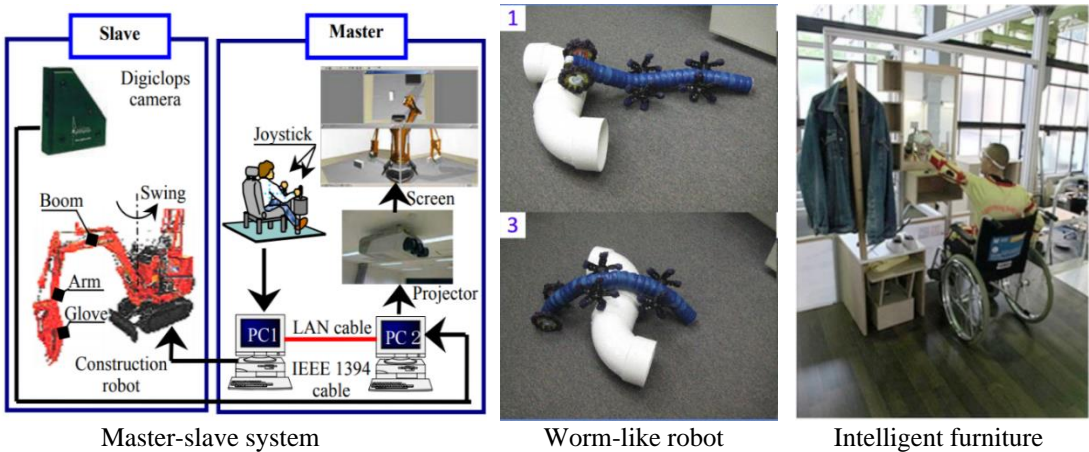 Slave
Master
Digiclops
camera
Joystick
Swing
Boom
Screen
Arm
Glove
Projector
PC1
LAN cable
PC 2
Construction
robot
IEEE 1394
cable
1
3
Master-slave system
Worm-like robot
Intelligent furniture